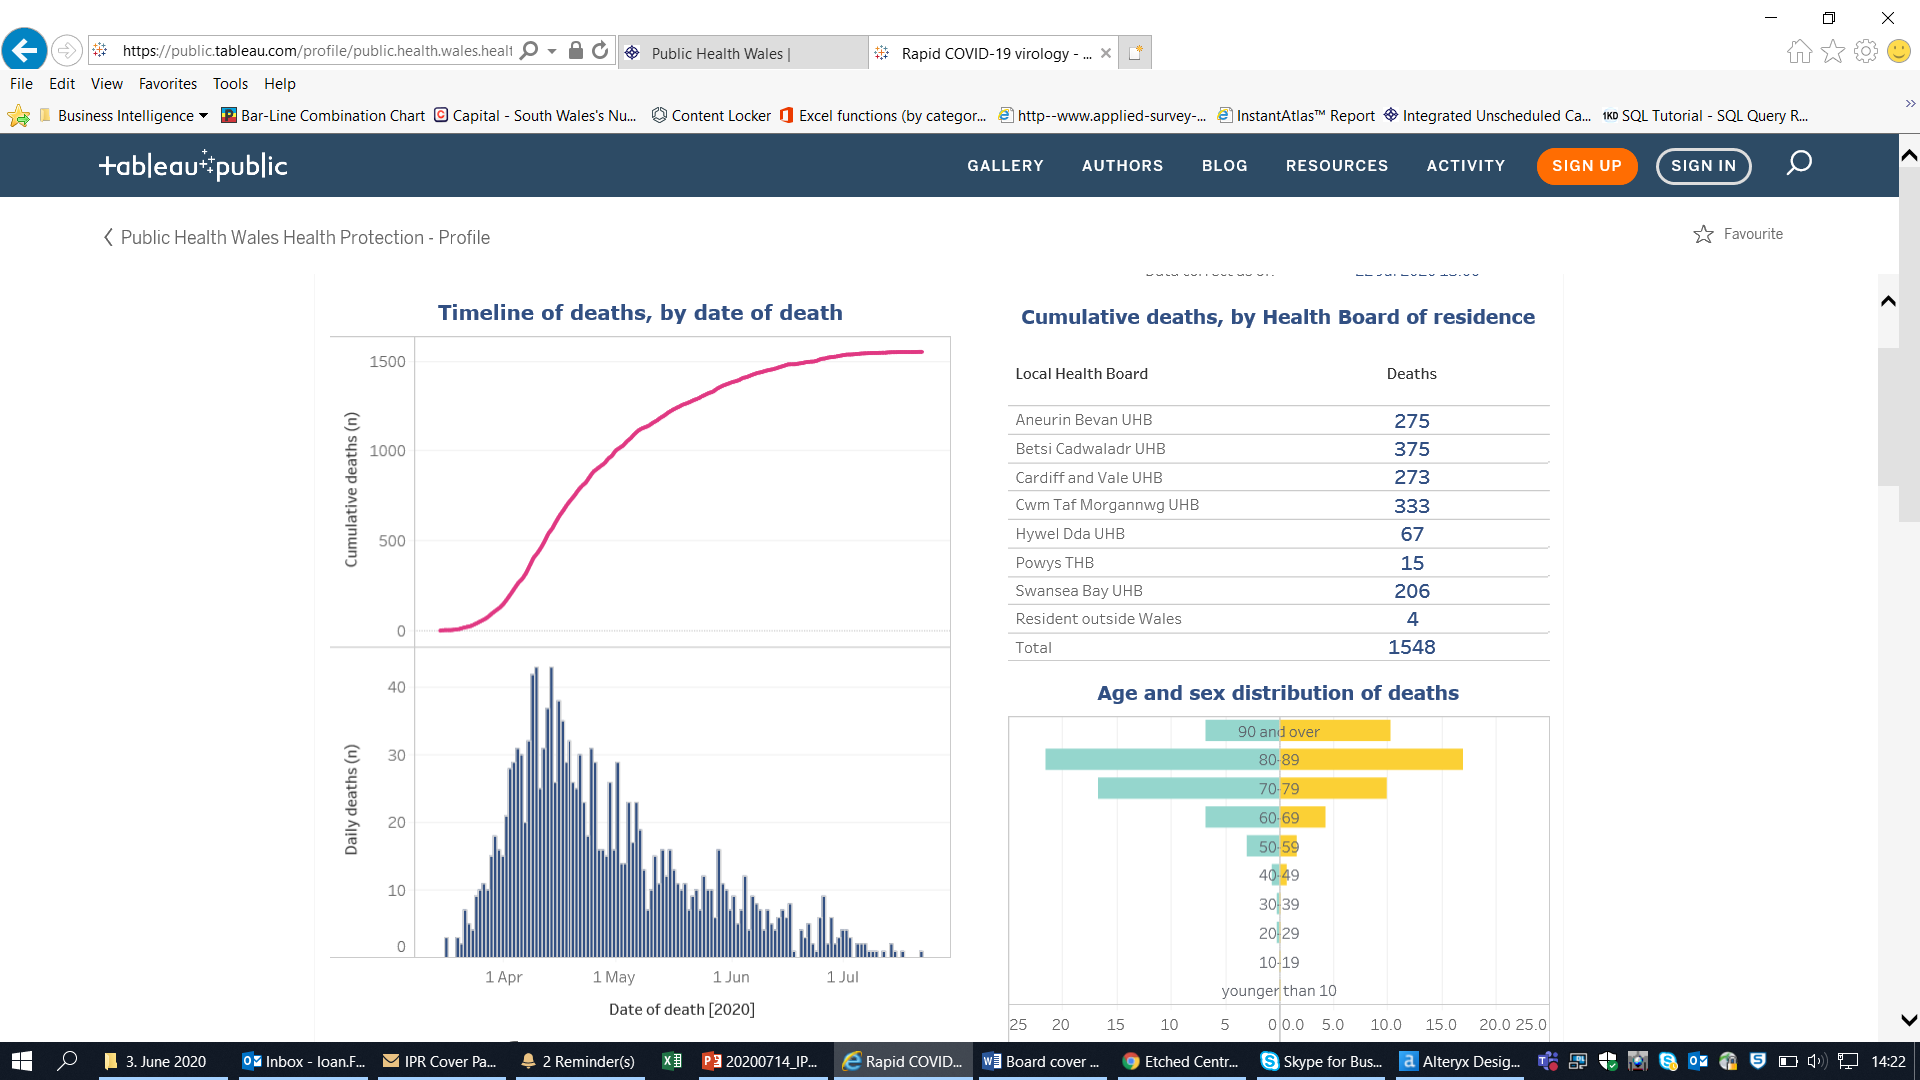 https://public.tableau.com/profile/public.health.wales.healt
Public Health Wales |
Rapid COVID-19 virology - ...
File Edit View Favorites Tools Help
Business Intelligence
Bar-Line Combination Chart
Capital - South Wales's Nu...
Content Locker
Excel functions (by categor...
http--www.applied-survey-...
InstantAtlas™ Report
Integrated Unscheduled Ca...
1KD SQL Tutorial - SQL Query R...
tableau public
GALLERY AUTHORS BLOG RESOURCES ACTIVITY SIGN UP SIGN IN
Public Health Wales Health Protection - Profile
Favourite
Timeline of deaths, by date of death
Cumulative deaths (n)
1500
1000
500
0
Daily deaths (n)
40
30
20
10
0
1 Apr 1 May 1 Jun 1 Jul
Date of death [2020]
Cumulative deaths, by Health Board of residence
Local Health Board Deaths
Aneurin Bevan UHB 275
Betsi Cadwaladr UHB 375
Cardiff and Vale UHB 273
Cwm Taf Morgannwg UHB 333
Hywel Dda UHB 67
Powys THB 15
Swansea Bay UHB 206
Resident outside Wales 4
Total 1548
Age and sex distribution of deaths
90 and over
80-89
70-79
60-69
50-59
40-49
30-39
20-29
10-19
younger than 10
25 20 15 10 5 0 0.0 5.0 10.0 15.0 20.0 25.0
3. June 2020
Inbox - Ioan.F...
IPR Cover Pa...
2 Reminder(s)
20200714_IP...
Rapid COVID...
Board cover ...
Etched Centr...
Skype for Bus...
Alteryx Desig...
14:22